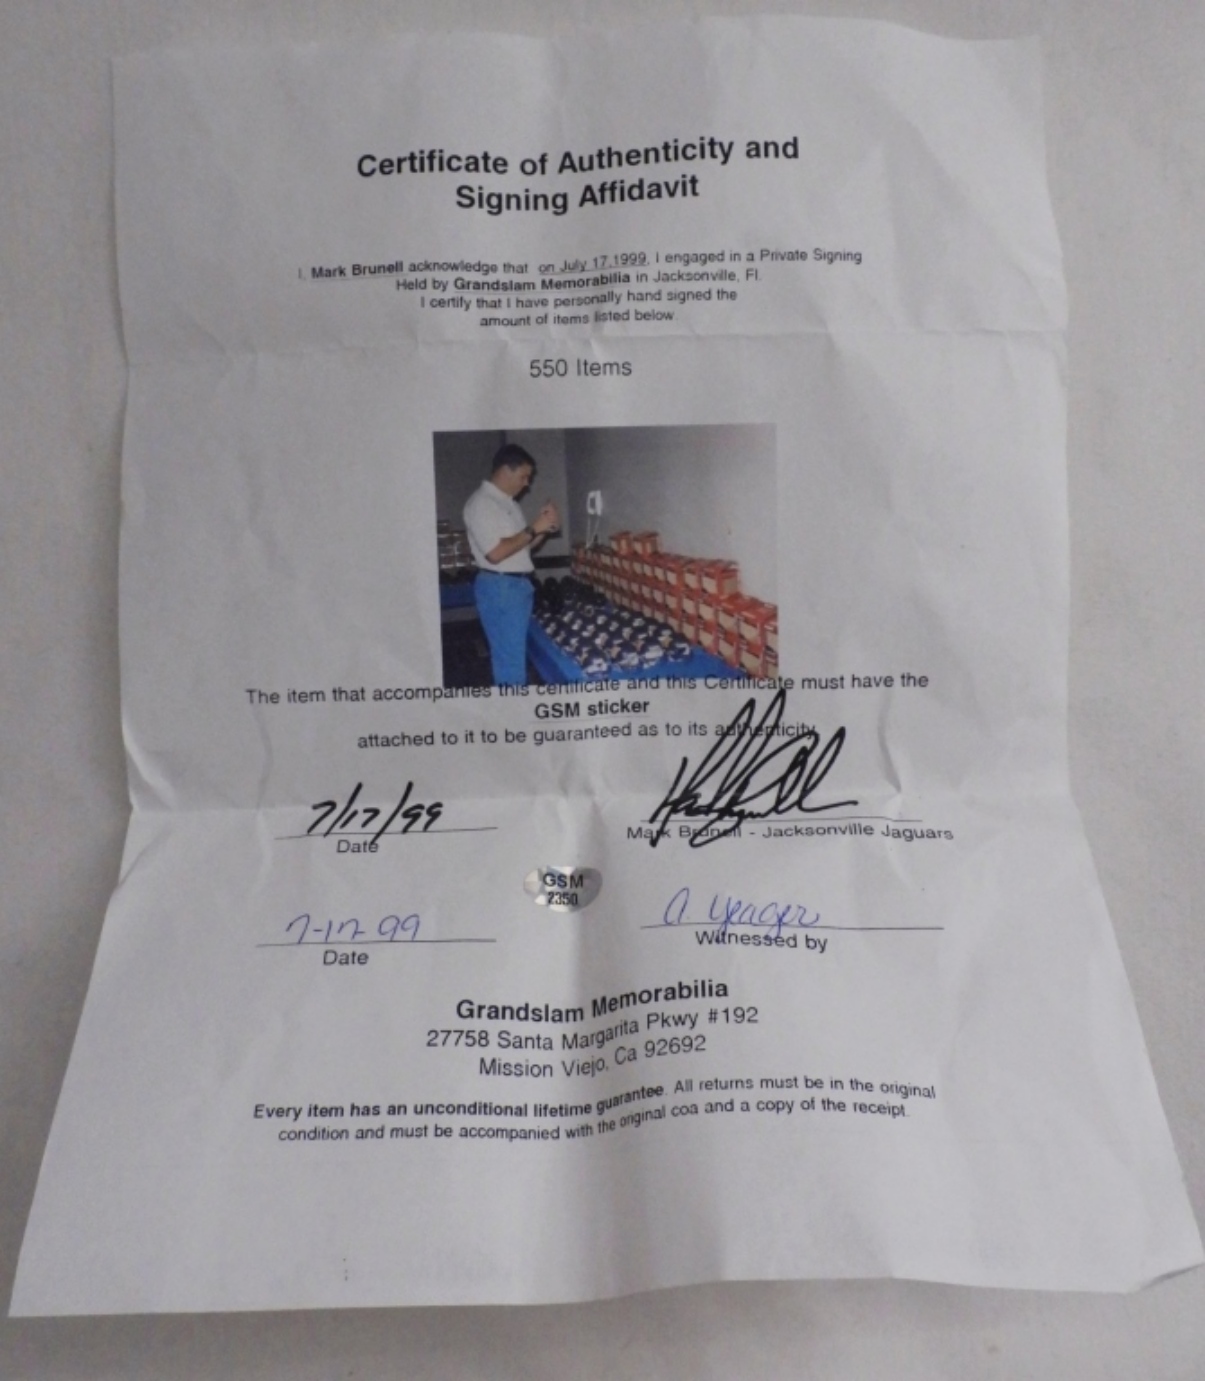 Certificate of Authenticity and
Signing Affidavit
I, Mark Brunell acknowledge that on July 17,1999, I engaged in a Private Signing
Held by Grandslam Memorabilia in Jacksonville, Fl.
I certify that I have personally hand signed the
amount of items listed below.
550 Items
The item that accompanies this certificate and this Certificate must have the
GSM sticker
attached to it to be guaranteed as to its authenticity.
7/17/99
Date
Mark Brunell - Jacksonville Jaguars
GSM
2350
7-17-99
Date
A. Yeager
Witnessed by
Grandslam Memorabilia
27758 Santa Margarita Pkwy #192
Mission Viejo, Ca 92692
Every item has an unconditional lifetime guarantee. All returns must be in the original
condition and must be accompanied with the original coa and a copy of the receipt.